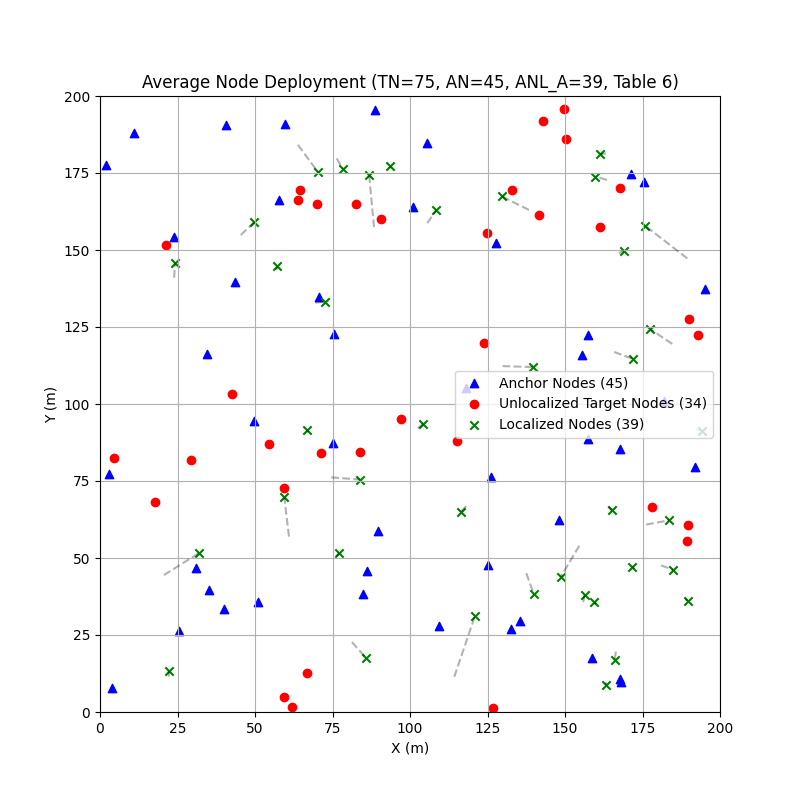 Average Node Deployment (TN=75, AN=45, ANL_A=39, Table 6)
200
175
150
125
100
75
50
25
0
Y (m)
Anchor Nodes (45)
Unlocalized Target Nodes (34)
Localized Nodes (39)
0 25 50 75 100 125 150 175 200
X (m)